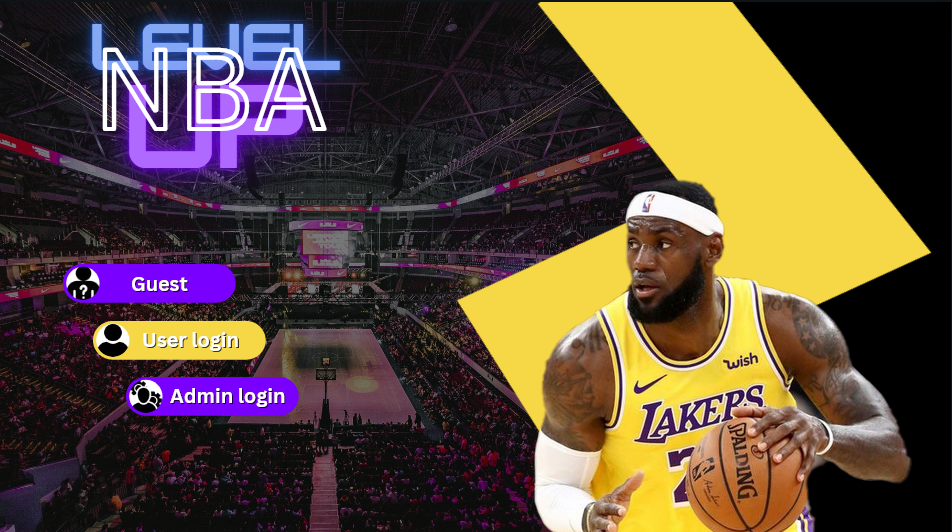 LEVEL
NBA
UP
Guest
?
User login
Admin login
wish
LAKERS
SPALDING